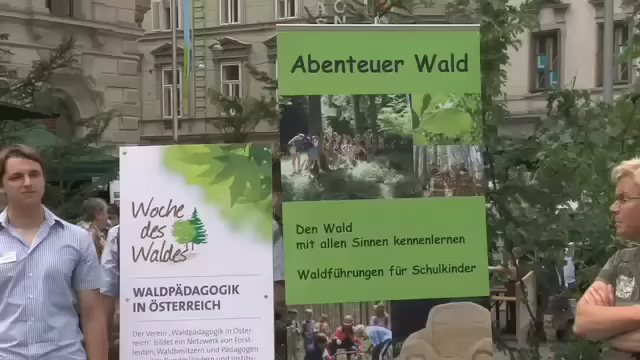 Abenteuer Wald
Den Wald
mit allen Sinnen kennenlernen
Waldführungen für Schulkinder
Woche
des
Waldes
WALDPÄDAGOGIK
IN ÖSTERREICH
Der Verein „Waldpädagogik in Öster-
reich" bildet ein Netzwerk von Forst-
leuten, Waldbesitzern und Pädagogen